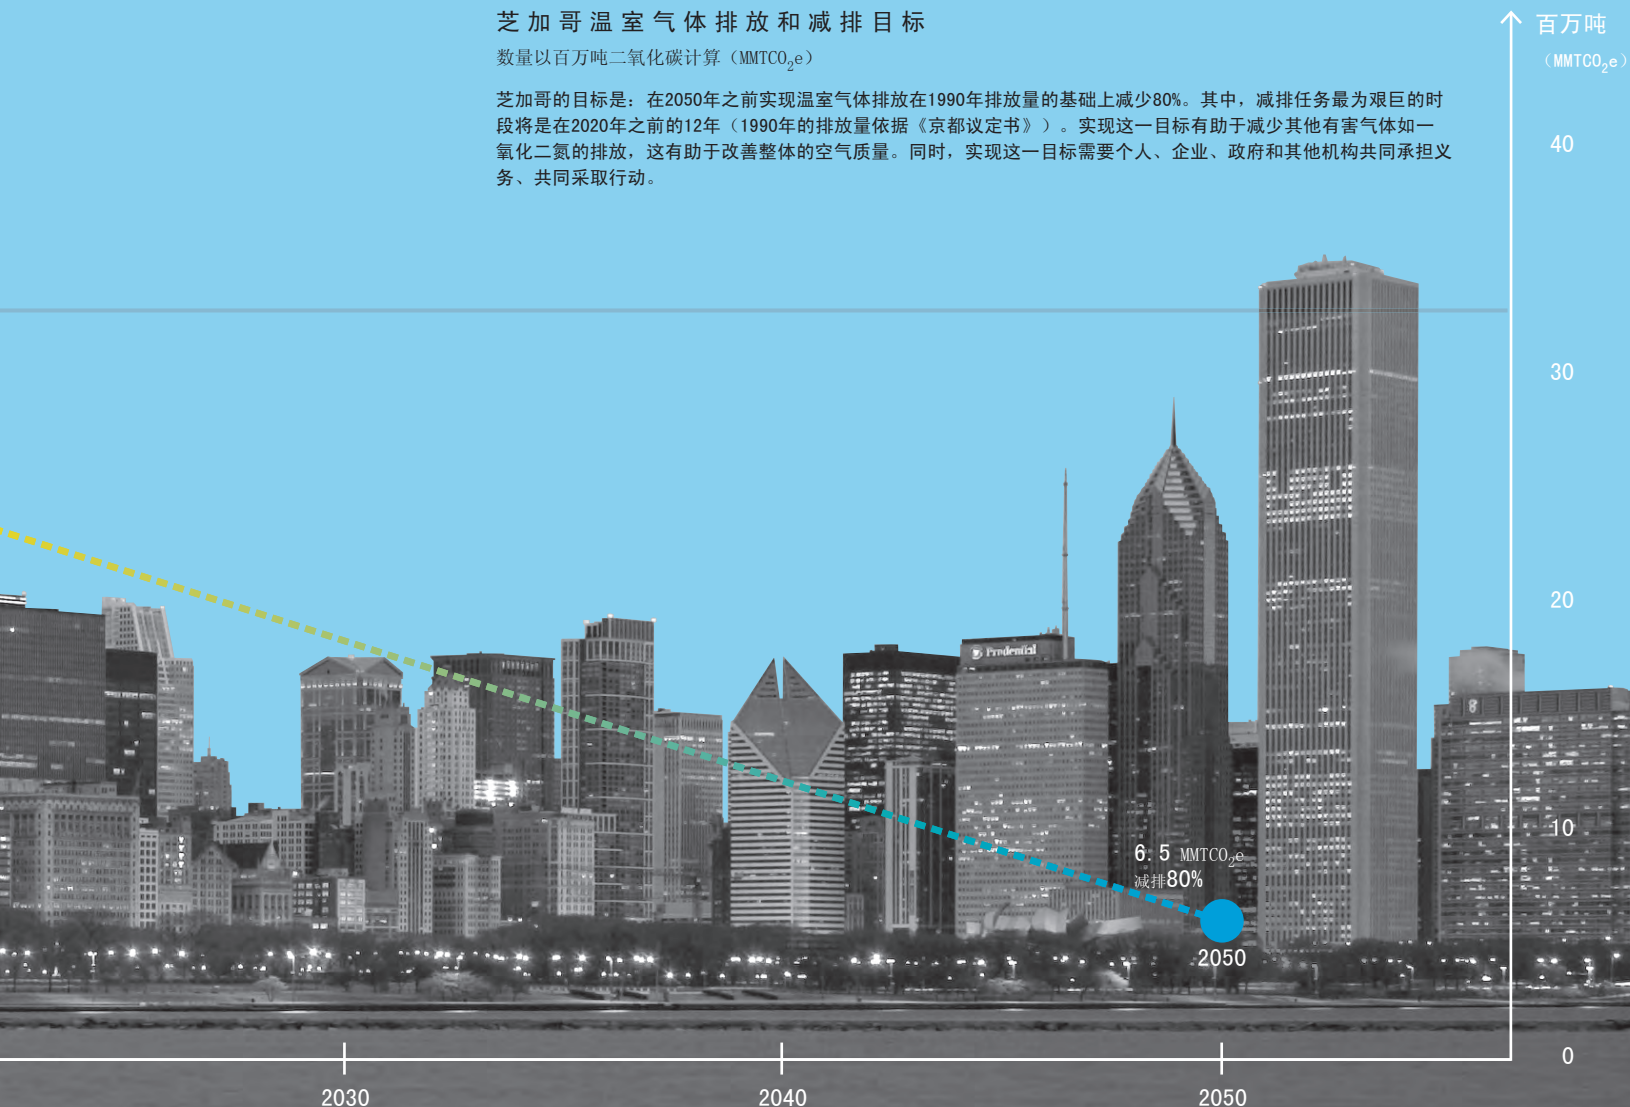 芝加哥温室气体排放和减排目标
数量以百万吨二氧化碳计算（MMTCO₂e）
芝加哥的目标是：在2050年之前实现温室气体排放在1990年排放量的基础上减少80%。其中，减排任务最为艰巨的时
段将是在2020年之前的12年（1990年的排放量依据《京都议定书》）。实现这一目标有助于减少其他有害气体如一
氧化二氮的排放，这有助于改善整体的空气质量。同时，实现这一目标需要个人、企业、政府和其他机构共同承担义
务、共同采取行动。
百万吨
（MMTCO₂e）
40
30
20
10
0
Prudential
6.5 MMTCO₂e
减排80%
2050
2030
2040
2050